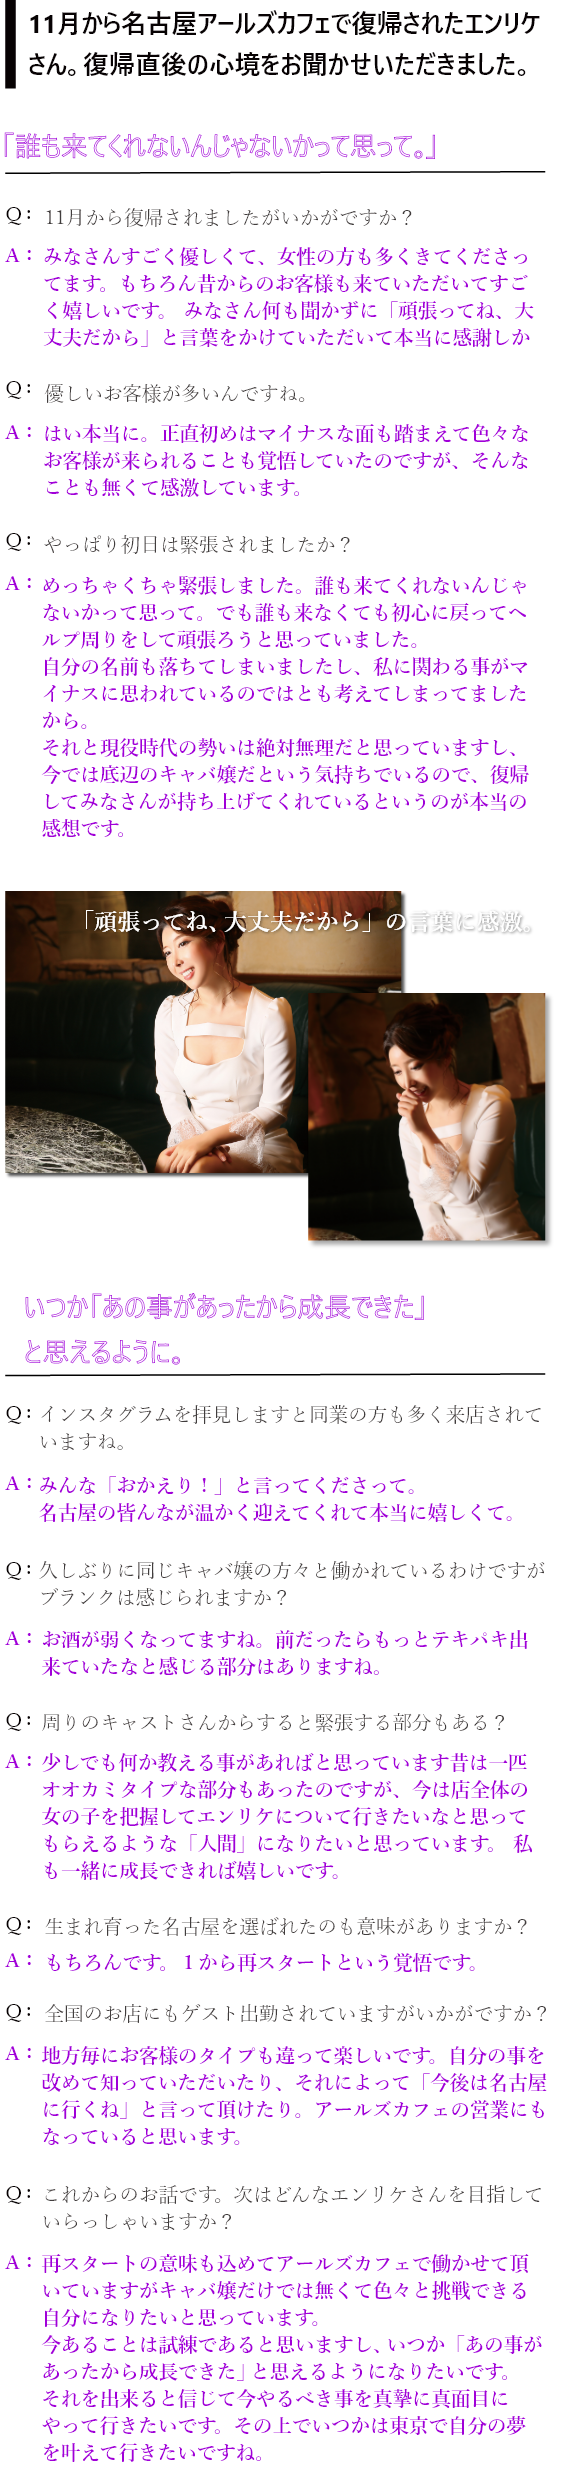 11月から名古屋アールズカフェで復帰されたエンリケ
さん。復帰直後の心境をお聞かせいただきました。
「誰も来てくれないんじゃないかって思って。」
Q： 11月から復帰されましたがいかがですか？
A： みなさんすごく優しくて、女性の方も多くきてくださっ
てます。もちろん昔からのお客様も来ていただいてすご
く嬉しいです。 みなさん何も聞かずに「頑張ってね、大
丈夫だから」と言葉をかけていただいて本当に感謝しか
Q： 優しいお客様が多いんですね。
A： はい本当に。正直初めはマイナスな面も踏まえて色々な
お客様が来られることも覚悟していたのですが、そんな
ことも無くて感激しています。
Q： やっぱり初日は緊張されましたか？
A： めっちゃくちゃ緊張しました。誰も来てくれないんじゃ
ないかって思って。でも誰も来なくても初心に戻ってヘ
ルプ周りをして頑張ろうと思っていました。
自分の名前も落ちてしまいましたし、私に関わる事がマ
イナスに思われているのではとも考えてしまってました
から。
それと現役時代の勢いは絶対無理だと思っていますし、
今では底辺のキャバ嬢だという気持ちでいるので、復帰
してみなさんが持ち上げてくれているというのが本当の
感想です。
「頑張ってね、大丈夫だから」の言葉に感激。
いつか「あの事があったから成長できた」
と思えるように。
Q： インスタグラムを拝見しますと同業の方も多く来店されて
いますね。
A： みんな「おかえり！」と言ってくださって。
名古屋の皆んなが温かく迎えてくれて本当に嬉しくて。
Q： 久しぶりに同じキャバ嬢の方々と働かれているわけですが
ブランクは感じられますか？
A： お酒が弱くなってますね。前だったらもっとテキパキ出
来ていたなと感じる部分はありますね。
Q： 周りのキャストさんからすると緊張する部分もある？
A： 少しでも何か教える事があればと思っています昔は一匹
オオカミタイプな部分もあったのですが、今は店全体の
女の子を把握してエンリケについて行きたいなと思って
もらえるような「人間」になりたいと思っています。 私
も一緒に成長できれば嬉しいです。
Q： 生まれ育った名古屋を選ばれたのも意味がありますか？
A： もちろんです。１から再スタートという覚悟です。
Q： 全国のお店にもゲスト出勤されていますがいかがですか？
A： 地方毎にお客様のタイプも違って楽しいです。自分の事を
改めて知っていただいたり、それによって「今後は名古屋
に行くね」と言って頂けたり。アールズカフェの営業にも
なっていると思います。
Q： これからのお話です。次はどんなエンリケさんを目指して
いらっしゃいますか？
A： 再スタートの意味も込めてアールズカフェで働かせて頂
いていますがキャバ嬢だけでは無くて色々と挑戦できる
自分になりたいと思っています。
今あることは試練であると思いますし、いつか「あの事が
あったから成長できた」と思えるようになりたいです。
それを出来ると信じて今やるべき事を真摯に真面目に
やって行きたいです。その上でいつかは東京で自分の夢
を叶えて行きたいですね。